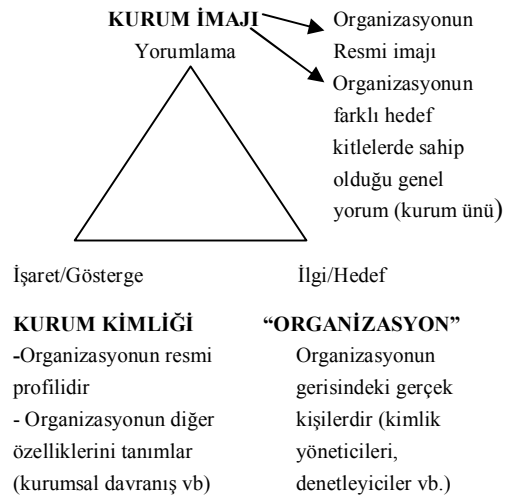 KURUM İMAJI
Yorumlama
Organizasyonun
Resmi imajı
Organizasyonun
farklı hedef
kitlelerde sahip
olduğu genel
yorum (kurum ünü)
İşaret/Gösterge
İlgi/Hedef
KURUM KİMLİĞİ
-Organizasyonun resmi
profilidir
- Organizasyonun diğer
özelliklerini tanımlar
(kurumsal davranış vb)
“ORGANİZASYON”
Organizasyonun
gerisindeki gerçek
kişilerdir (kimlik
yöneticileri,
denetleyiciler vb.)